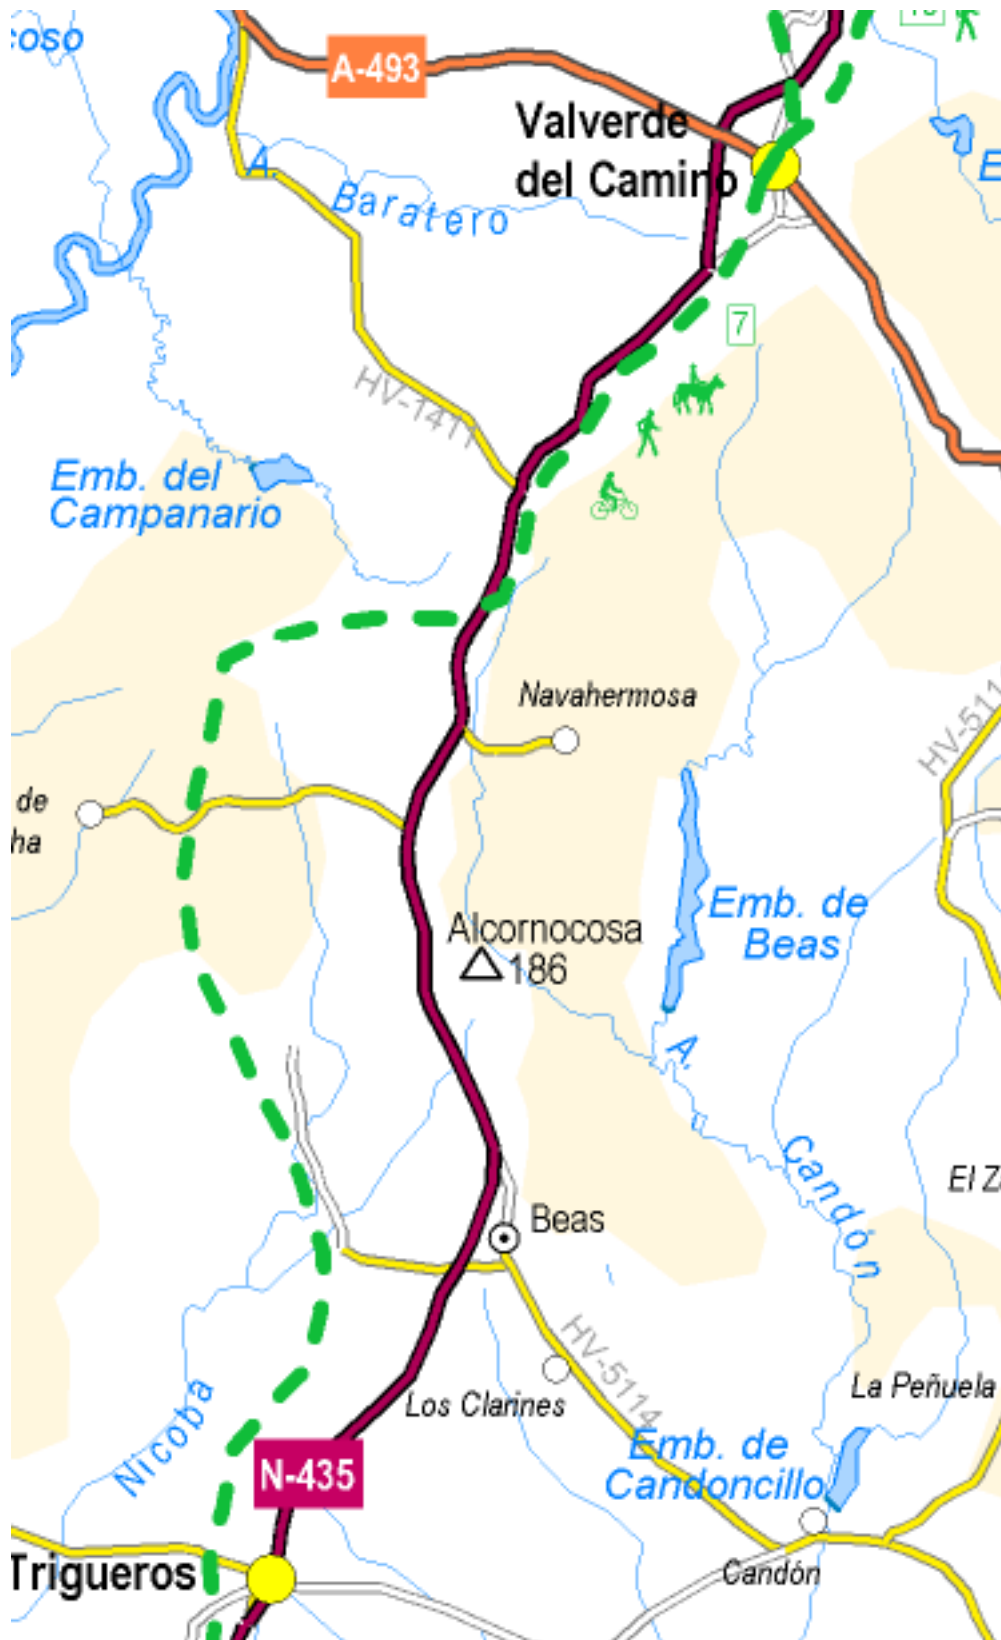 coso
A-493
Valverde
del Camino
A.
Baratero
7
HV-1411
Emb. del
Campanario
Navahermosa
HV-511
de
ha
Emb. de
Beas
Alcornocosa
186
A.
Candón
El Z
Beas
HV-5114
Los Clarines
La Peñuela
Nicoba
Emb. de
Candoncillo
N-435
Trigueros
Candón